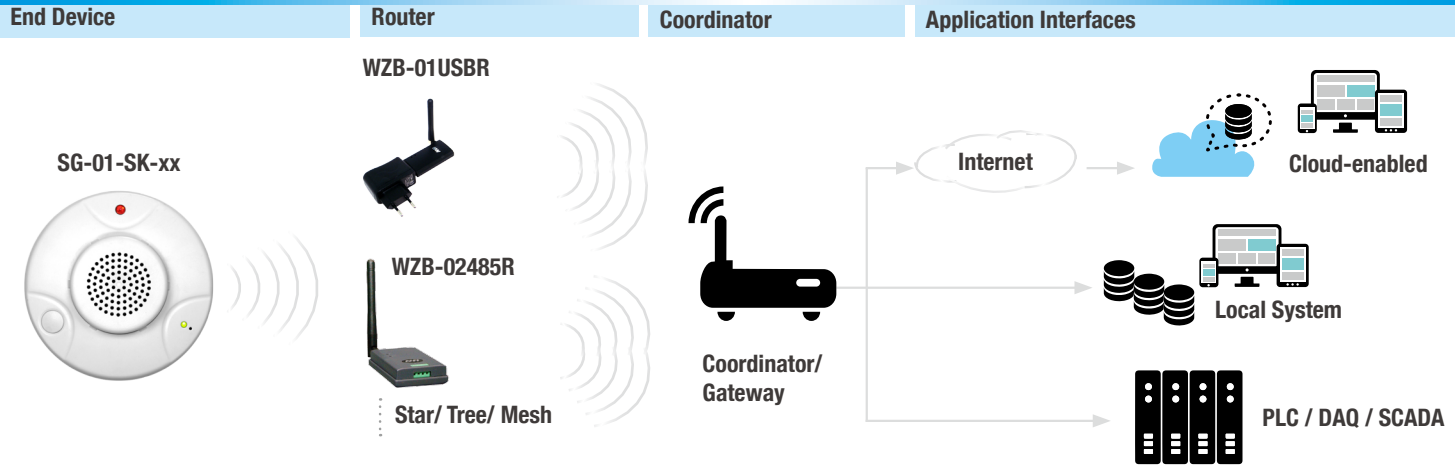 End Device
Router
Coordinator
Application Interfaces
WZB-01USBR
SG-01-SK-xx
Internet
Cloud-enabled
WZB-02485R
Local System
Coordinator/
Gateway
Star/ Tree/ Mesh
PLC / DAQ / SCADA